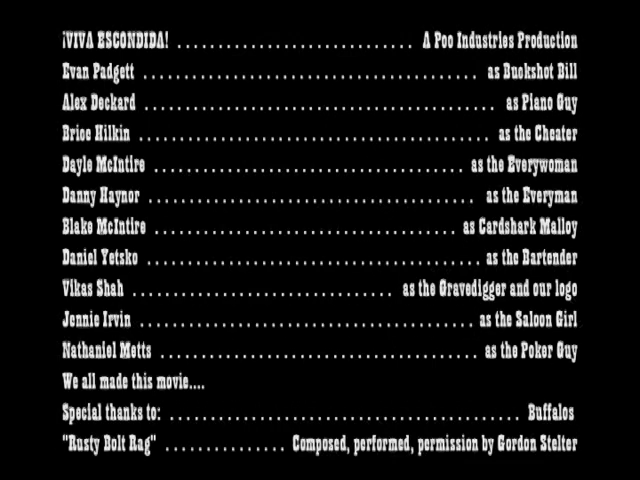 ¡VIVA ESCONDIDA! .............................. A Poo Industries Production
Evan Padgett ........................................... as Buckshot Bill
Alex Deckard ............................................. as Piano Guy
Brice Hilkin ............................................. as the Cheater
Dayle McIntire ........................................ as the Everywoman
Danny Haynor .......................................... as the Everyman
Blake McIntire ....................................... as Cardshark Malloy
Daniel Yetsko ........................................... as the Bartender
Vikas Shah ................................. as the Gravedigger and our logo
Jennie Irvin ........................................... as the Saloon Girl
Nathaniel Metts ......................................... as the Poker Guy
We all made this movie....
Special thanks to: ............................................. Buffalos
"Rusty Bolt Rag" ............... Composed, performed, permission by Gordon Stelter